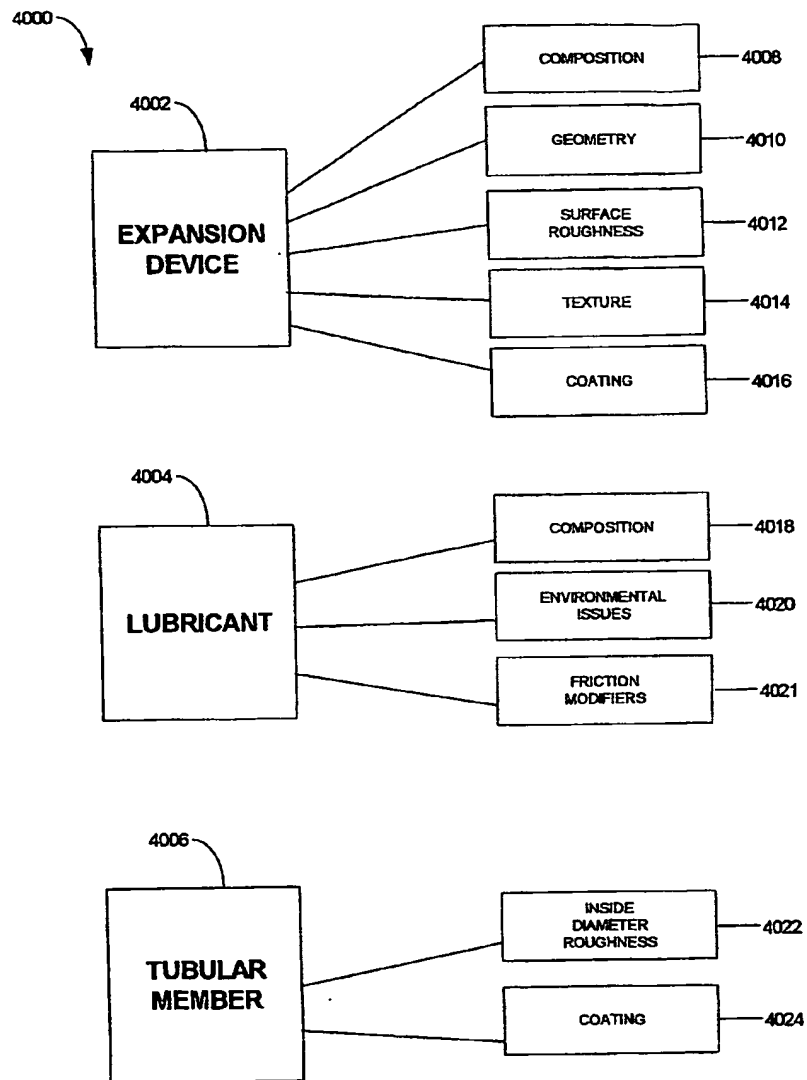 4000
4002
EXPANSION
DEVICE
COMPOSITION
4008
GEOMETRY
4010
SURFACE
ROUGHNESS
4012
TEXTURE
4014
COATING
4016
4004
LUBRICANT
COMPOSITION
4018
ENVIRONMENTAL
ISSUES
4020
FRICTION
MODIFIERS
4021
4006
TUBULAR
MEMBER
INSIDE
DIAMETER
ROUGHNESS
4022
COATING
4024